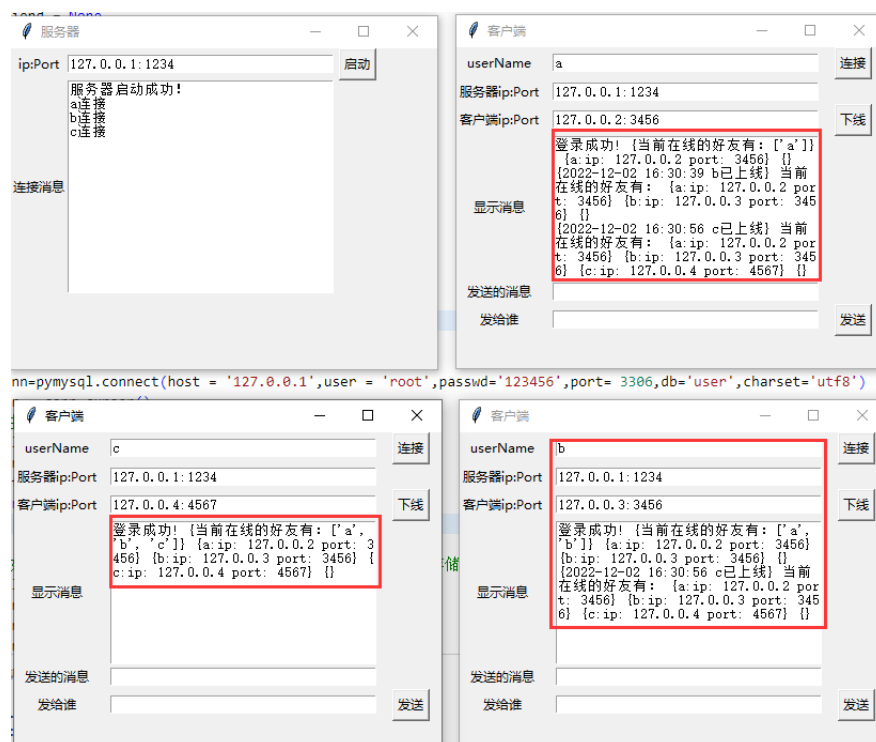 服务器
ip:Port 127.0.0.1:1234 启动
服务器启动成功!
a连接
b连接
c连接
连接消息
客户端
userName a 连接
服务器ip:Port 127.0.0.1:1234
客户端ip:Port 127.0.0.2:3456 下线
登录成功! {当前在线的好友有: ['a']}
{a:ip: 127.0.0.2 port: 3456} {}
{2022-12-02 16:30:39 b已上线} 当前
在线的好友有: {a:ip: 127.0.0.2 por
t: 3456} {b:ip: 127.0.0.3 port: 345
6} {}
{2022-12-02 16:30:56 c已上线} 当前
在线的好友有: {a:ip: 127.0.0.2 por
t: 3456} {b:ip: 127.0.0.3 port: 345
6} {c:ip: 127.0.0.4 port: 4567} {}
显示消息
发送的消息
发给谁 发送
nn=pymysql.connect(host = '127.0.0.1',user = 'root',passwd='123456',port= 3306,db='user',charset='utf8')
客户端
userName c 连接
服务器ip:Port 127.0.0.1:1234
客户端ip:Port 127.0.0.4:4567 下线
登录成功! {当前在线的好友有: ['a',
'b', 'c']} {a:ip: 127.0.0.2 port: 3
456} {b:ip: 127.0.0.3 port: 3456} {
c:ip: 127.0.0.4 port: 4567} {}
显示消息
发送的消息
发给谁 发送
客户端
userName b 连接
服务器ip:Port 127.0.0.1:1234
客户端ip:Port 127.0.0.3:3456 下线
登录成功! {当前在线的好友有: ['a',
'b']} {a:ip: 127.0.0.2 port: 3456}
{b:ip: 127.0.0.3 port: 3456} {}
{2022-12-02 16:30:56 c已上线} 当前
在线的好友有: {a:ip: 127.0.0.2 por
t: 3456} {b:ip: 127.0.0.3 port: 345
6} {c:ip: 127.0.0.4 port: 4567} {}
显示消息
发送的消息
发给谁 发送